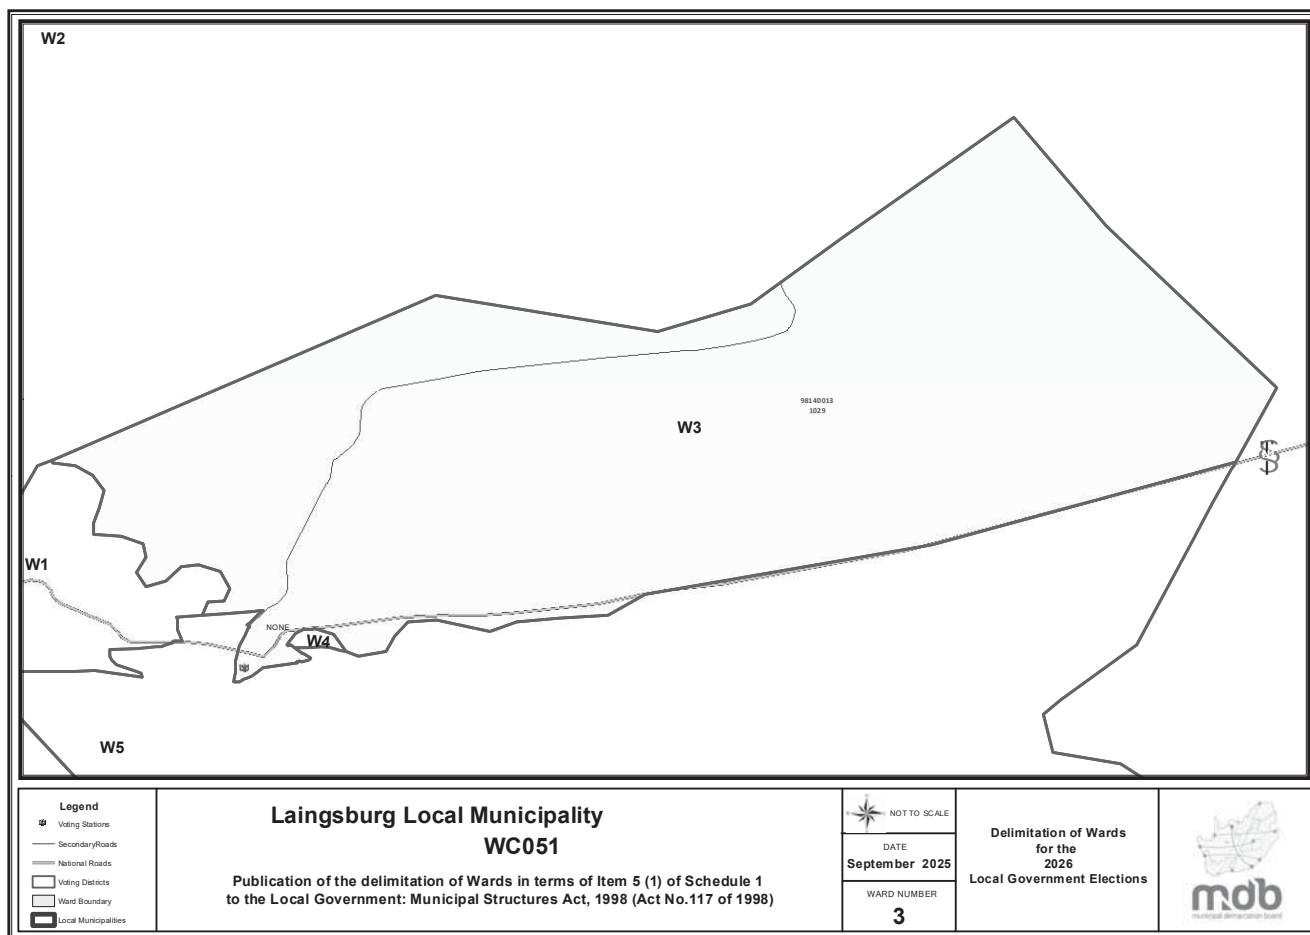 W2
98140013
1029
W3
W1
NONE
W4
W5
Legend
Voting Stations
SecondaryRoads
National Roads
Voting Districts
Ward Boundary
Local Municipalities
Laingsburg Local Municipality
WC051
Publication of the delimitation of Wards in terms of Item 5 (1) of Schedule 1
to the Local Government: Municipal Structures Act, 1998 (Act No.117 of 1998)
NOT TO SCALE
DATE
September 2025
WARD NUMBER
3
Delimitation of Wards
for the
2026
Local Government Elections
mdb
municipal demarcation board